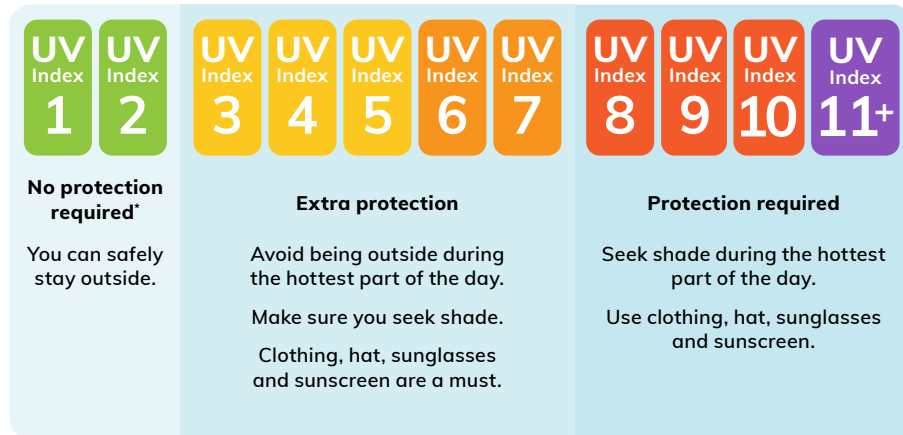 UV
Index
1
UV
Index
2
UV
Index
3
UV
Index
4
UV
Index
5
UV
Index
6
UV
Index
7
UV
Index
8
UV
Index
9
UV
Index
10
UV
Index
11+
No protection
required*
You can safely
stay outside.
Extra protection
Avoid being outside during
the hottest part of the day.
Make sure you seek shade.
Clothing, hat, sunglasses
and sunscreen are a must.
Protection required
Seek shade during the hottest
part of the day.
Use clothing, hat, sunglasses
and sunscreen.